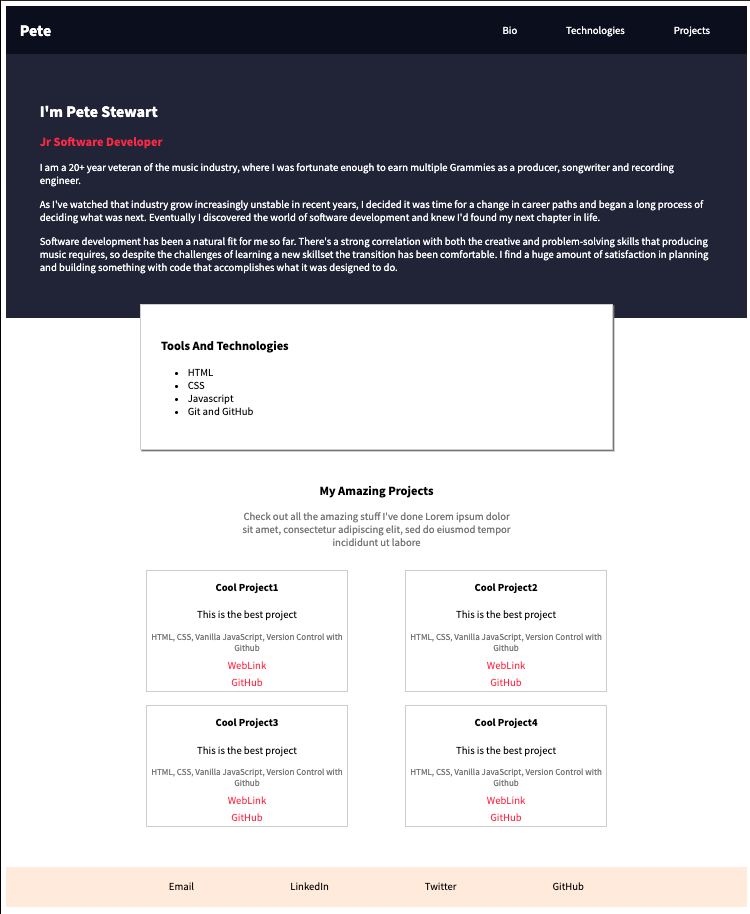 Pete
Bio Technologies Projects
I'm Pete Stewart
Jr Software Developer
I am a 20+ year veteran of the music industry, where I was fortunate enough to earn multiple Grammies as a producer, songwriter and recording
engineer.
As I've watched that industry grow increasingly unstable in recent years, I decided it was time for a change in career paths and began a long process of
deciding what was next. Eventually I discovered the world of software development and knew I'd found my next chapter in life.
Software development has been a natural fit for me so far. There's a strong correlation with both the creative and problem-solving skills that producing
music requires, so despite the challenges of learning a new skillset the transition has been comfortable. I find a huge amount of satisfaction in planning
and building something with code that accomplishes what it was designed to do.
Tools And Technologies
• HTML
• CSS
• Javascript
• Git and GitHub
My Amazing Projects
Check out all the amazing stuff I've done Lorem ipsum dolor
sit amet, consectetur adipiscing elit, sed do eiusmod tempor
incididunt ut labore
Cool Project1
This is the best project
HTML, CSS, Vanilla JavaScript, Version Control with
Github
WebLink
GitHub
Cool Project2
This is the best project
HTML, CSS, Vanilla JavaScript, Version Control with
Github
WebLink
GitHub
Cool Project3
This is the best project
HTML, CSS, Vanilla JavaScript, Version Control with
Github
WebLink
GitHub
Cool Project4
This is the best project
HTML, CSS, Vanilla JavaScript, Version Control with
Github
WebLink
GitHub
Email LinkedIn Twitter GitHub